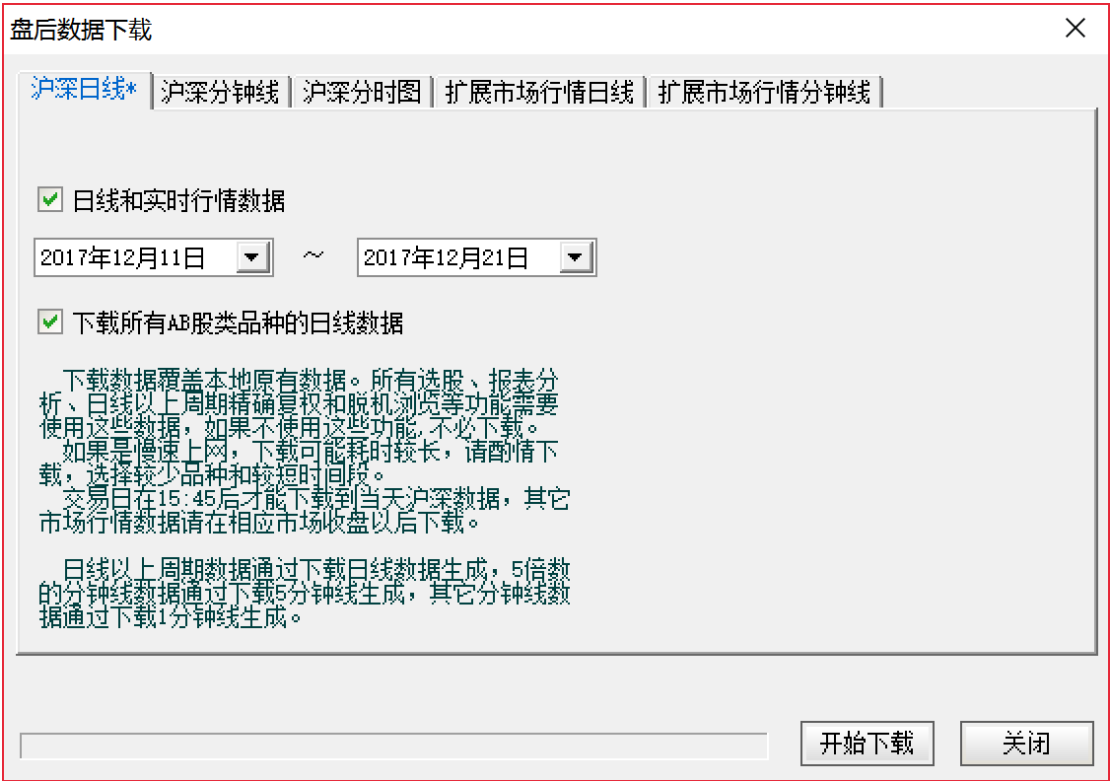 盘后数据下载
沪深日线* 沪深分钟线 沪深分时图 扩展市场行情日线 扩展市场行情分钟线
日线和实时行情数据
2017年12月11日 ~ 2017年12月21日
下载所有AB股类品种的日线数据
下载数据覆盖本地原有数据。所有选股、报表分
析、日线以上周期精确复权和脱机浏览等功能需要
使用这些数据，如果不使用这些功能,不必下载。
如果是慢速上网，下载可能耗时较长，请酌情下
载，选择较少品种和较短时间段。
交易日在15:45后才能下载到当天沪深数据，其它
市场行情数据请在相应市场收盘以后下载。
日线以上周期数据通过下载日线数据生成，5倍数
的分钟线数据通过下载5分钟线生成，其它分钟线数
据通过下载1分钟线生成。
开始下载 关闭